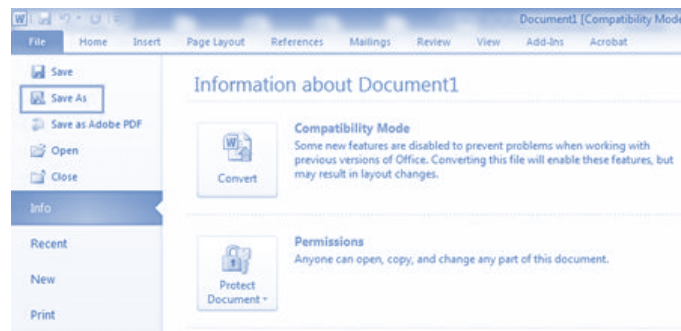 Document1 [Compatibility Mode
File Home Insert Page Layout References Mailings Review View Add-Ins Acrobat
Save
Save As
Save as Adobe PDF
Open
Close
Info
Recent
New
Print
Information about Document1
Convert
Compatibility Mode
Some new features are disabled to prevent problems when working with
previous versions of Office. Converting this file will enable these features, but
may result in layout changes.
Protect
Document
Permissions
Anyone can open, copy, and change any part of this document.